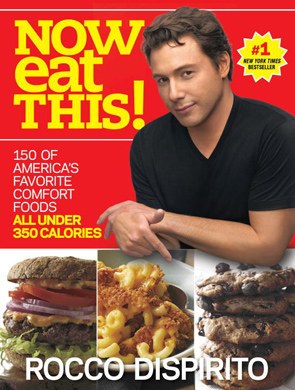 NOW
eat
THIS!
#1
NEW YORK TIMES
BESTSELLER
150 OF
AMERICA'S
FAVORITE
COMFORT
FOODS
ALL UNDER
350 CALORIES
ROCCO DISPIRITO